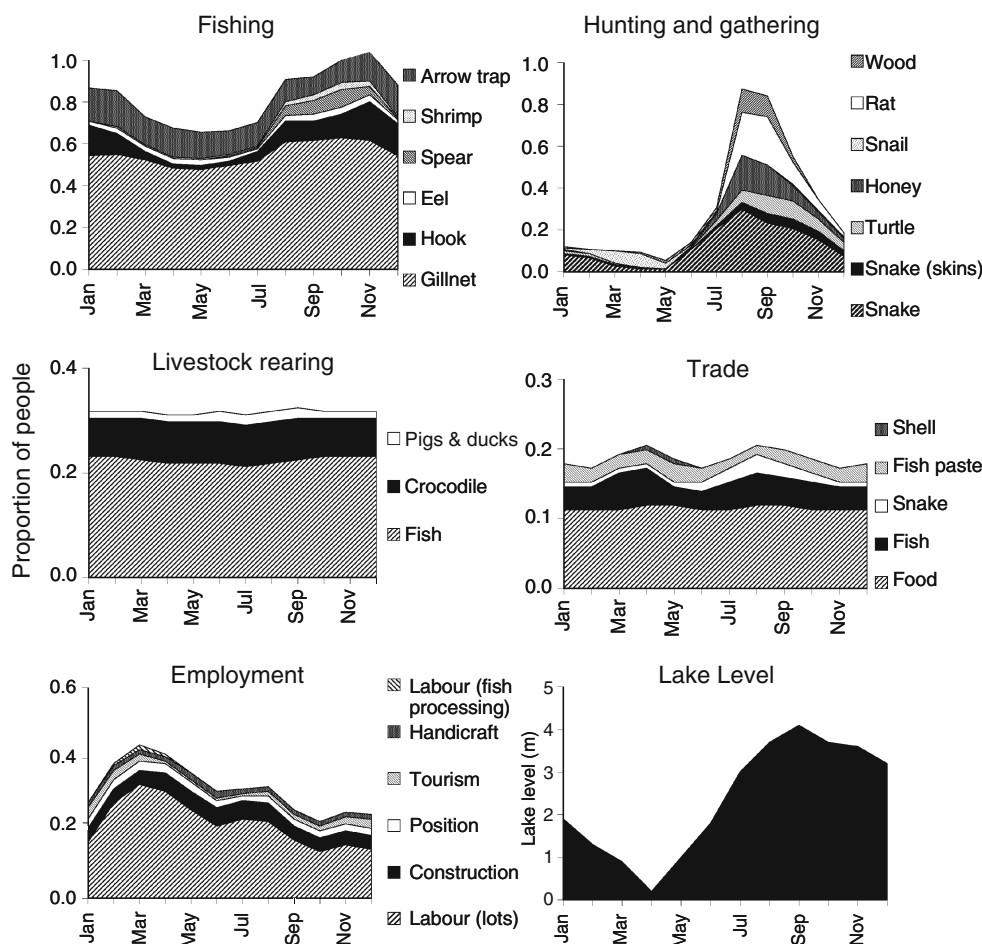 Fishing
1.0
0.8
0.6
0.4
0.2
0.0
Jan
Mar
May
Jul
Sep
Nov
Arrow trap
Shrimp
Spear
Eel
Hook
Gillnet
Hunting and gathering
1.0
0.8
0.6
0.4
0.2
0.0
Jan
Mar
May
Jul
Sep
Nov
Wood
Rat
Snail
Honey
Turtle
Snake (skins)
Snake
Proportion of people
Livestock rearing
0.4
0.2
0.0
Jan
Mar
May
Jul
Sep
Nov
Pigs & ducks
Crocodile
Fish
Trade
0.3
0.2
0.1
0.0
Jan
Mar
May
Jul
Sep
Nov
Shell
Fish paste
Snake
Fish
Food
Employment
0.6
0.4
0.2
0.0
Jan
Mar
May
Jul
Sep
Nov
Labour (fish
processing)
Handicraft
Tourism
Position
Construction
Labour (lots)
Lake Level
Lake level (m)
5
4
3
2
1
0
Jan
Mar
May
Jul
Sep
Nov